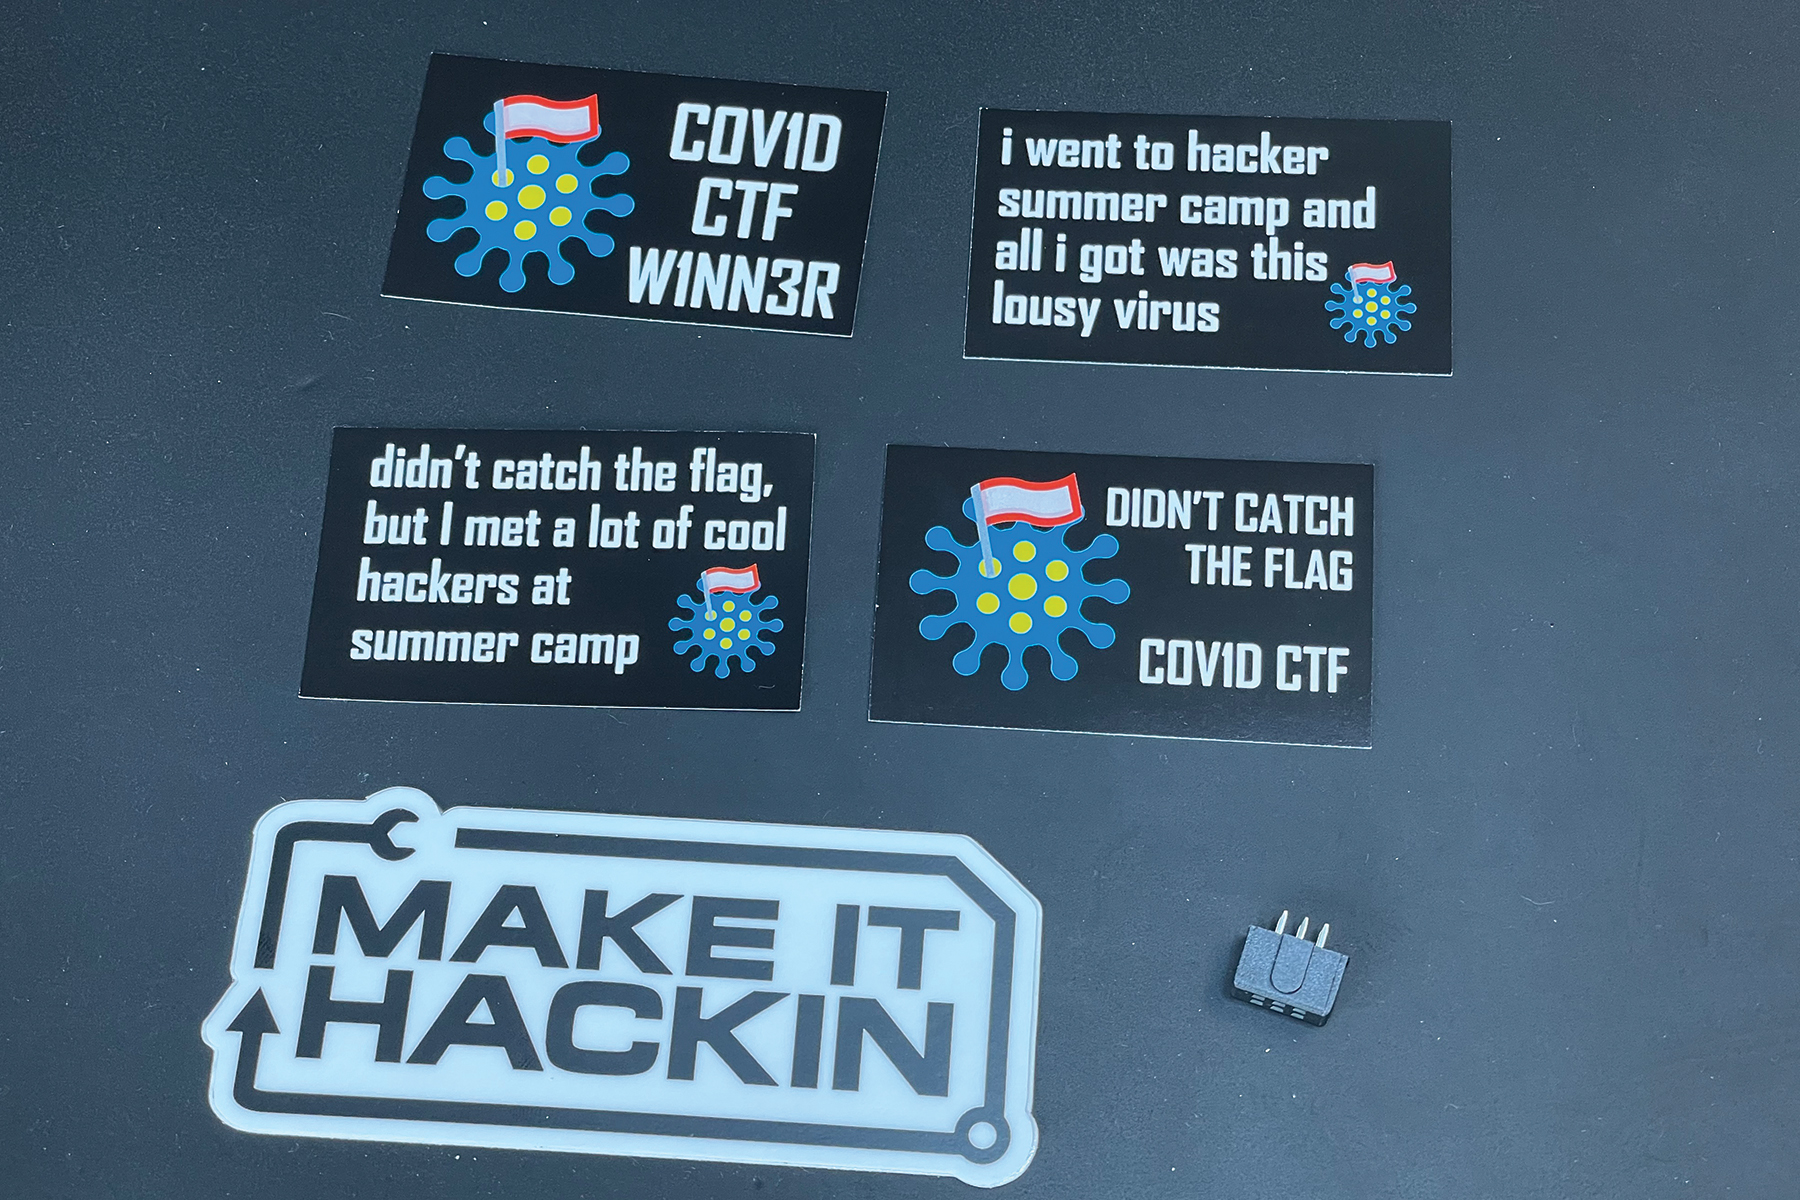 COV1D
CTF
W1NN3R
i went to hacker
summer camp and
all i got was this
lousy virus
didn't catch the flag,
but I met a lot of cool
hackers at
summer camp
DIDN'T CATCH
THE FLAG
COV1D CTF
MAKE IT
HACKIN